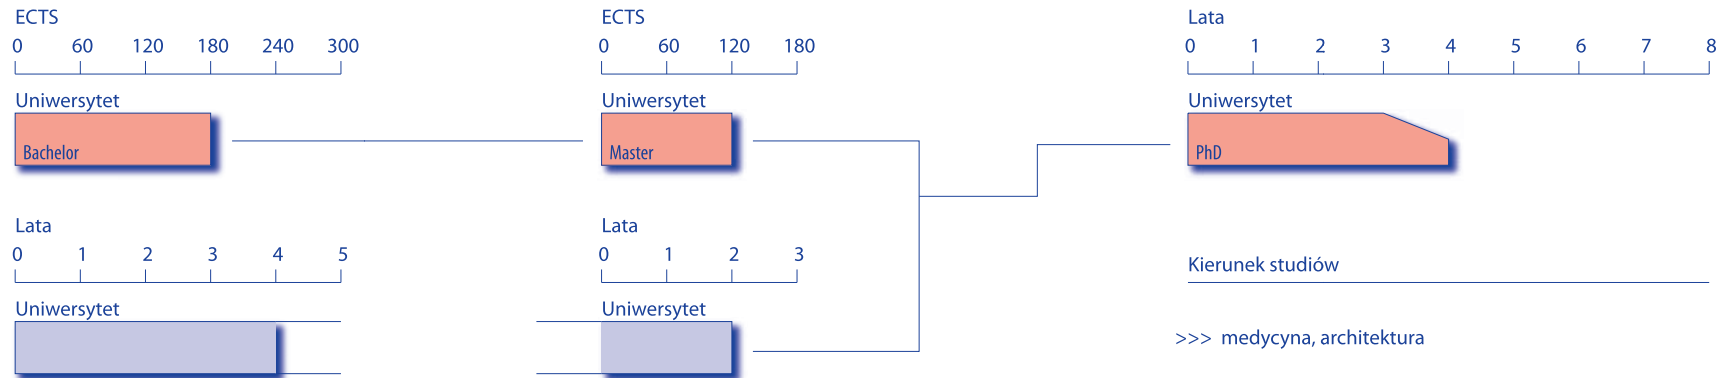 ECTS
0 60 120 180 240 300
Uniwersytet
Bachelor
ECTS
0 60 120 180
Uniwersytet
Master
Lata
0 1 2 3 4 5 6 7 8
Uniwersytet
PhD
Lata
0 1 2 3 4 5
Uniwersytet
Lata
0 1 2 3
Uniwersytet
Kierunek studiów
>>> medycyna, architektura